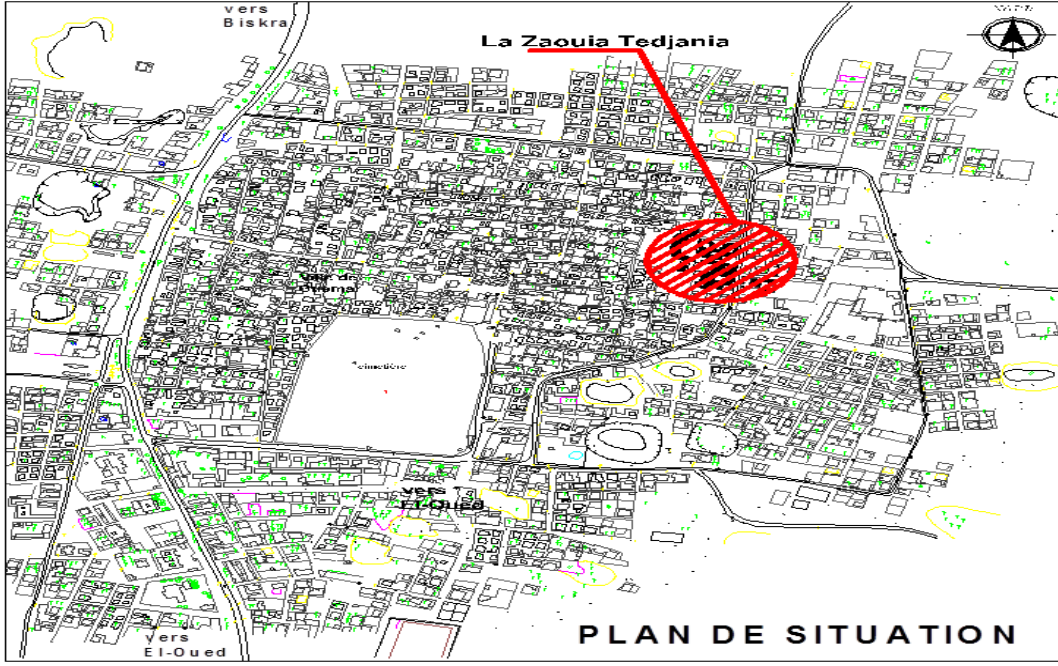 vers
Biskra
La Zaouia Tedjania
cimetière
vers
El-Oued
vers
El-Oued
PLAN DE SITUATION